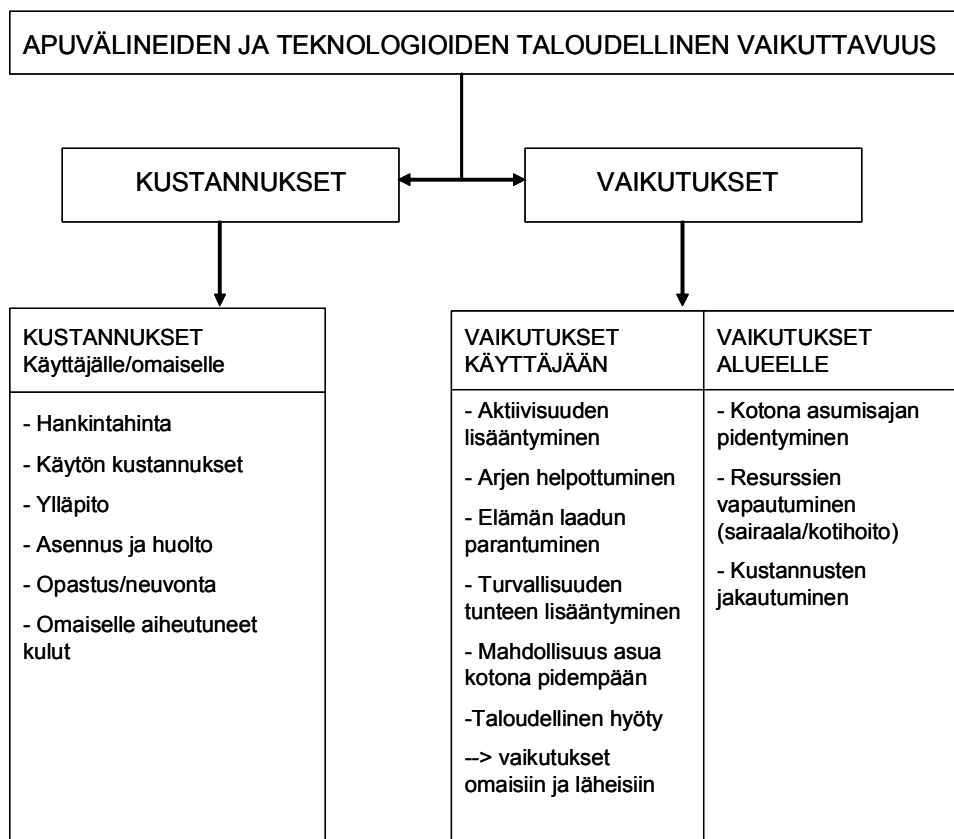 APUVÄLINEIDEN JA TEKNOLOGIOIDEN TALOUDELLINEN VAIKUTTAVUUS
KUSTANNUKSET
VAIKUTUKSET
KUSTANNUKSET
Käyttäjälle/omaiselle
- Hankintahinta
- Käytön kustannukset
- Ylläpito
- Asennus ja huolto
- Opastus/neuvonta
- Omaiselle aiheutuneet
kulut
VAIKUTUKSET
KÄYTTÄJÄÄN
- Aktiivisuuden
lisääntyminen
- Arjen helpottuminen
- Elämän laadun
parantuminen
- Turvallisuuden
tunteen lisääntyminen
- Mahdollisuus asua
kotona pidempään
-Taloudellinen hyöty
--> vaikutukset
omaisiin ja läheisiin
VAIKUTUKSET
ALUEELLE
- Kotona asumisajan
pidentyminen
- Resurssien
vapautuminen
(sairaala/kotihoito)
- Kustannusten
jakautuminen